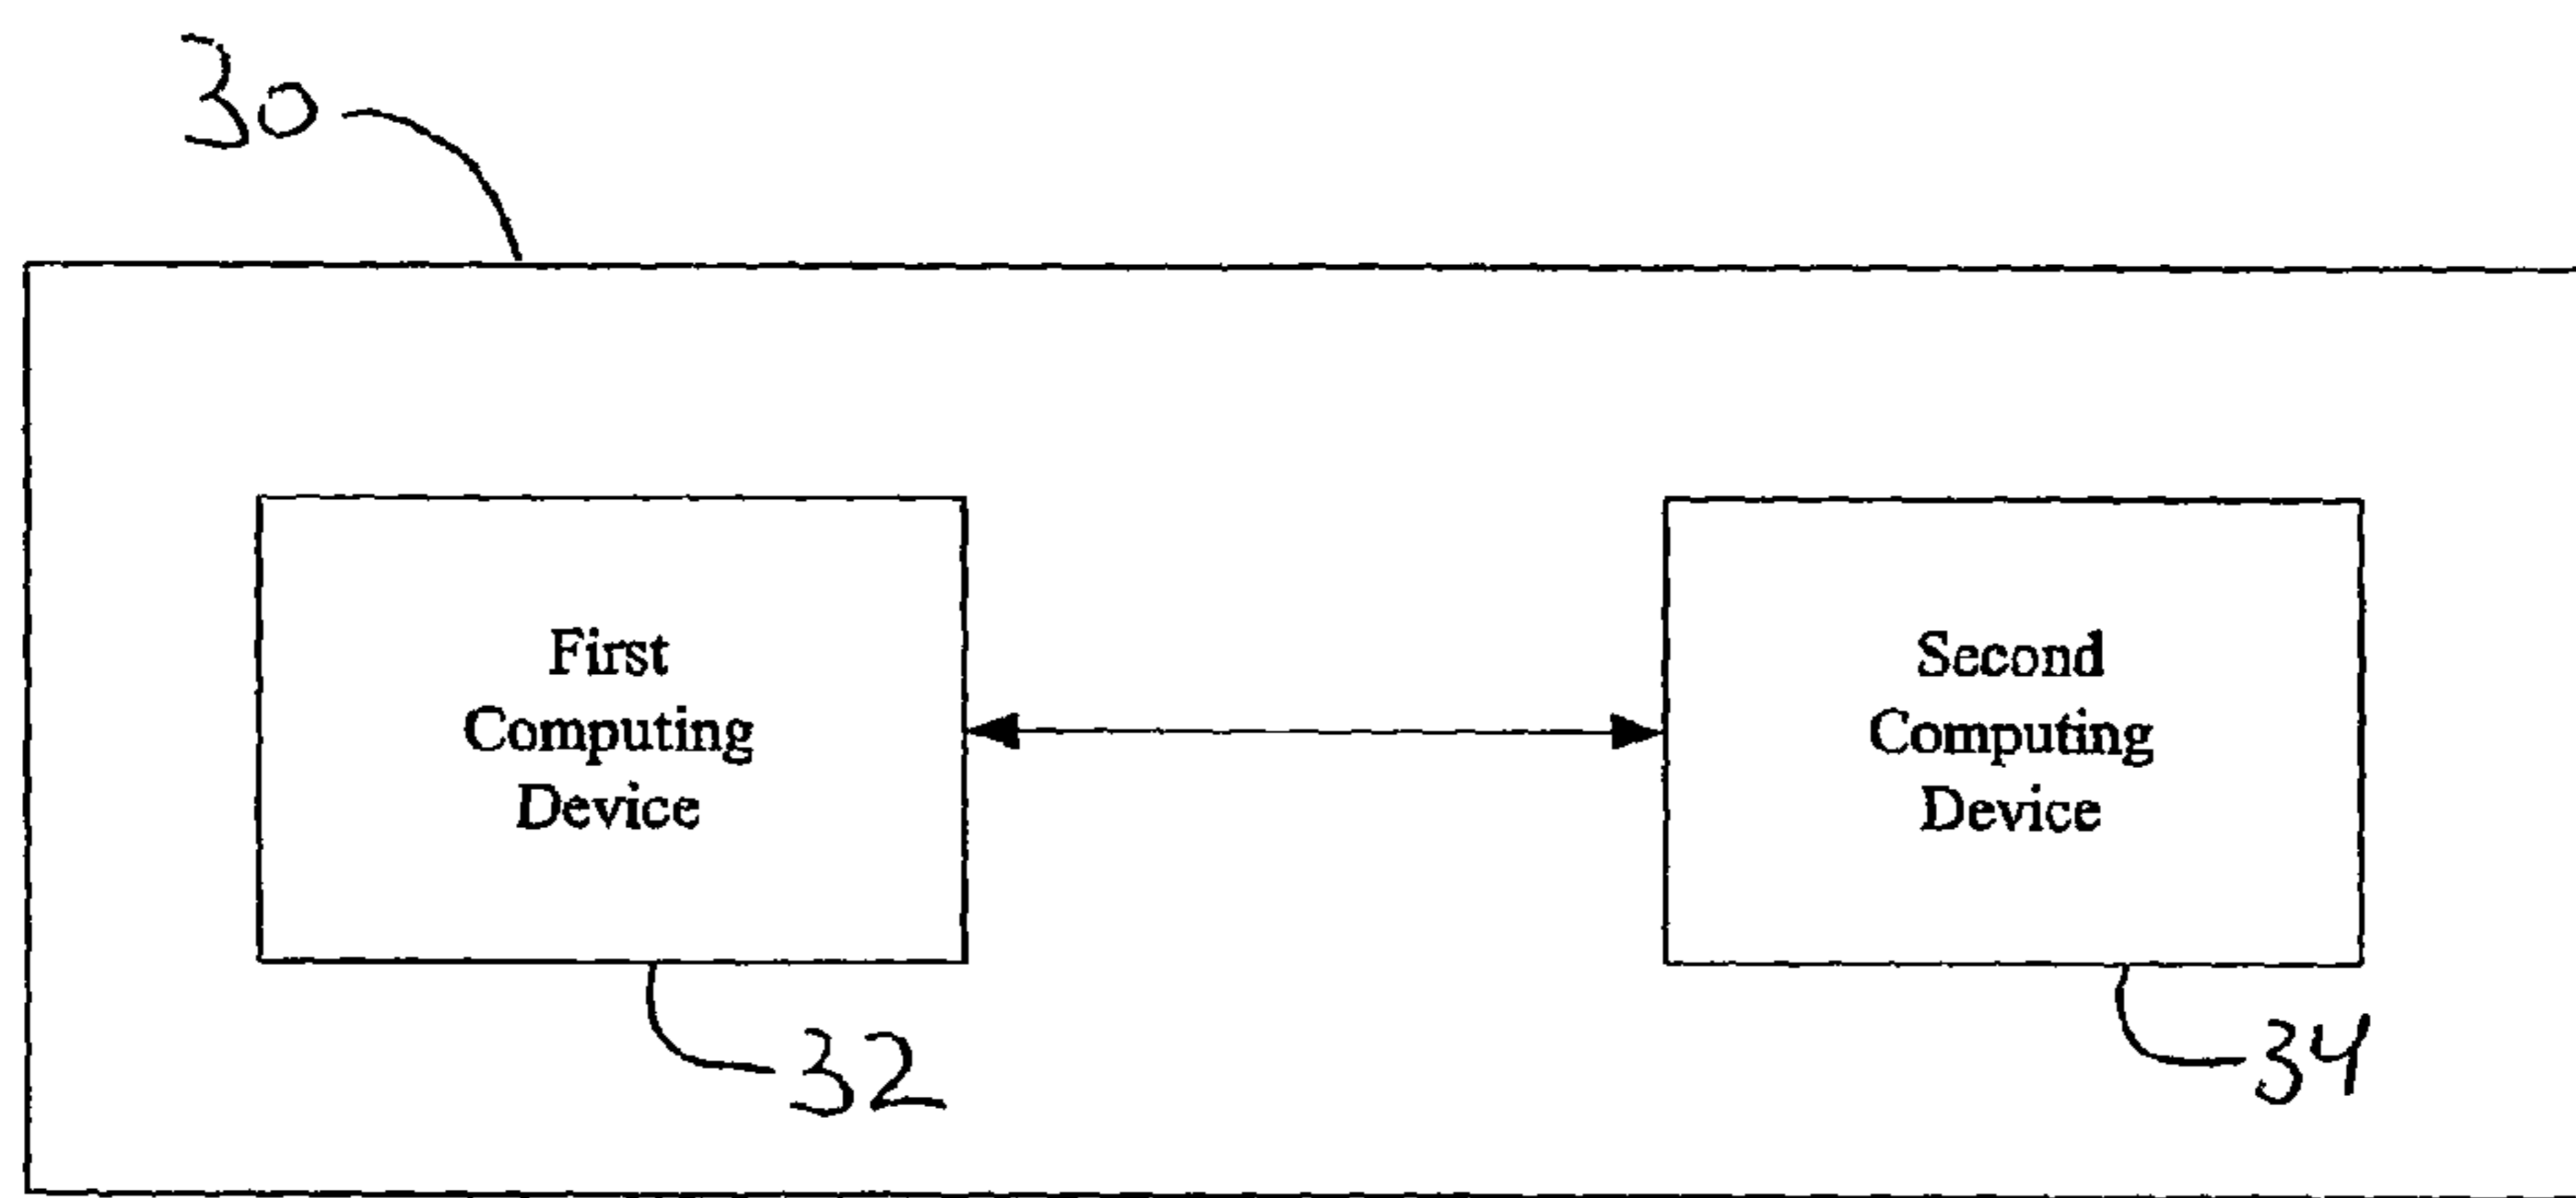 30
First
Computing
Device
Second
Computing
Device
32
34